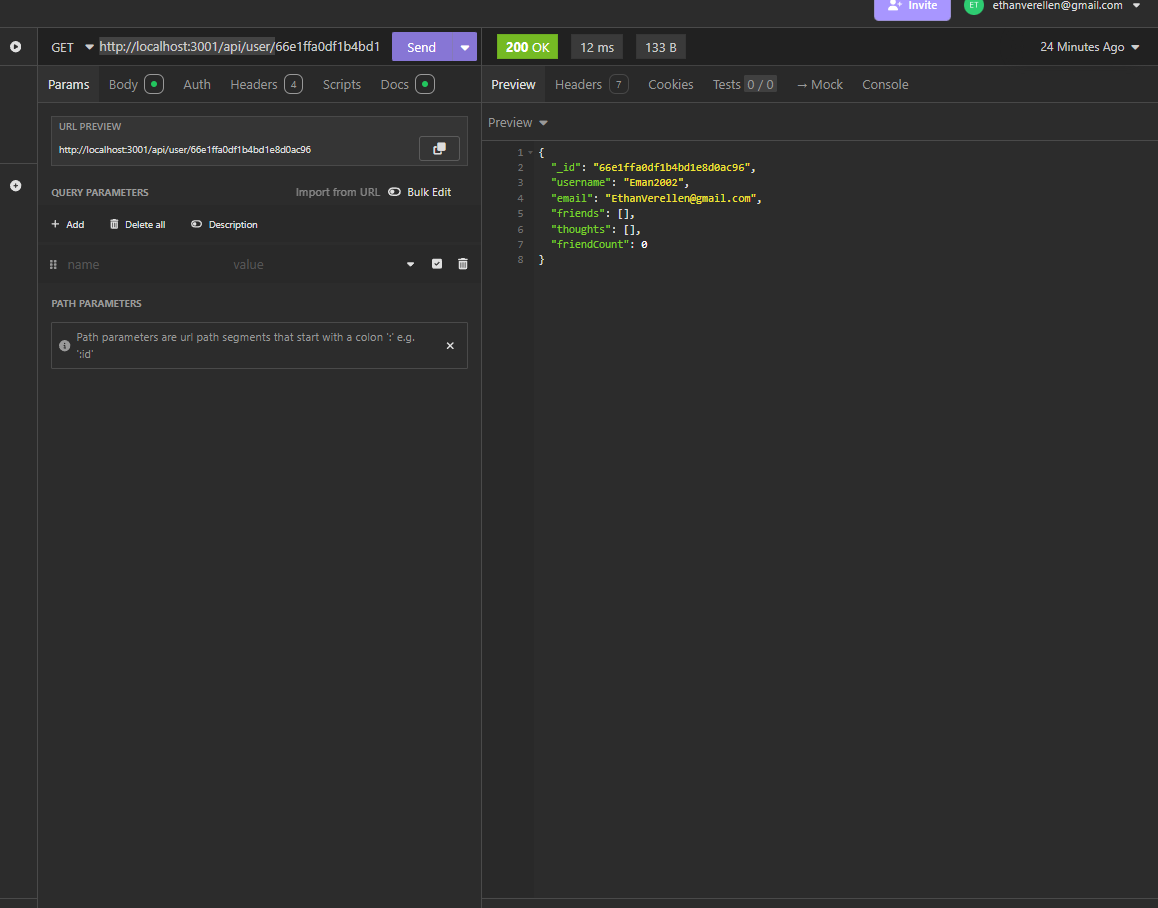 Invite
ET ethanverellen@gmail.com
GET http://localhost:3001/api/user/66e1ffa0df1b4bd1 Send 200 OK 12 ms 133 B 24 Minutes Ago
Params Body Auth Headers 4 Scripts Docs Preview Headers 7 Cookies Tests 0 / 0 → Mock Console
URL PREVIEW
http://localhost:3001/api/user/66e1ffa0df1b4bd1e8d0ac96
QUERY PARAMETERS Import from URL Bulk Edit
+ Add Delete all Description
name value
PATH PARAMETERS
Path parameters are url path segments that start with a colon ':' e.g.
':id'
Preview
1 {
2 "_id": "66e1ffa0df1b4bd1e8d0ac96",
3 "username": "Eman2002",
4 "email": "EthanVerellen@gmail.com",
5 "friends": [],
6 "thoughts": [],
7 "friendCount": 0
8 }